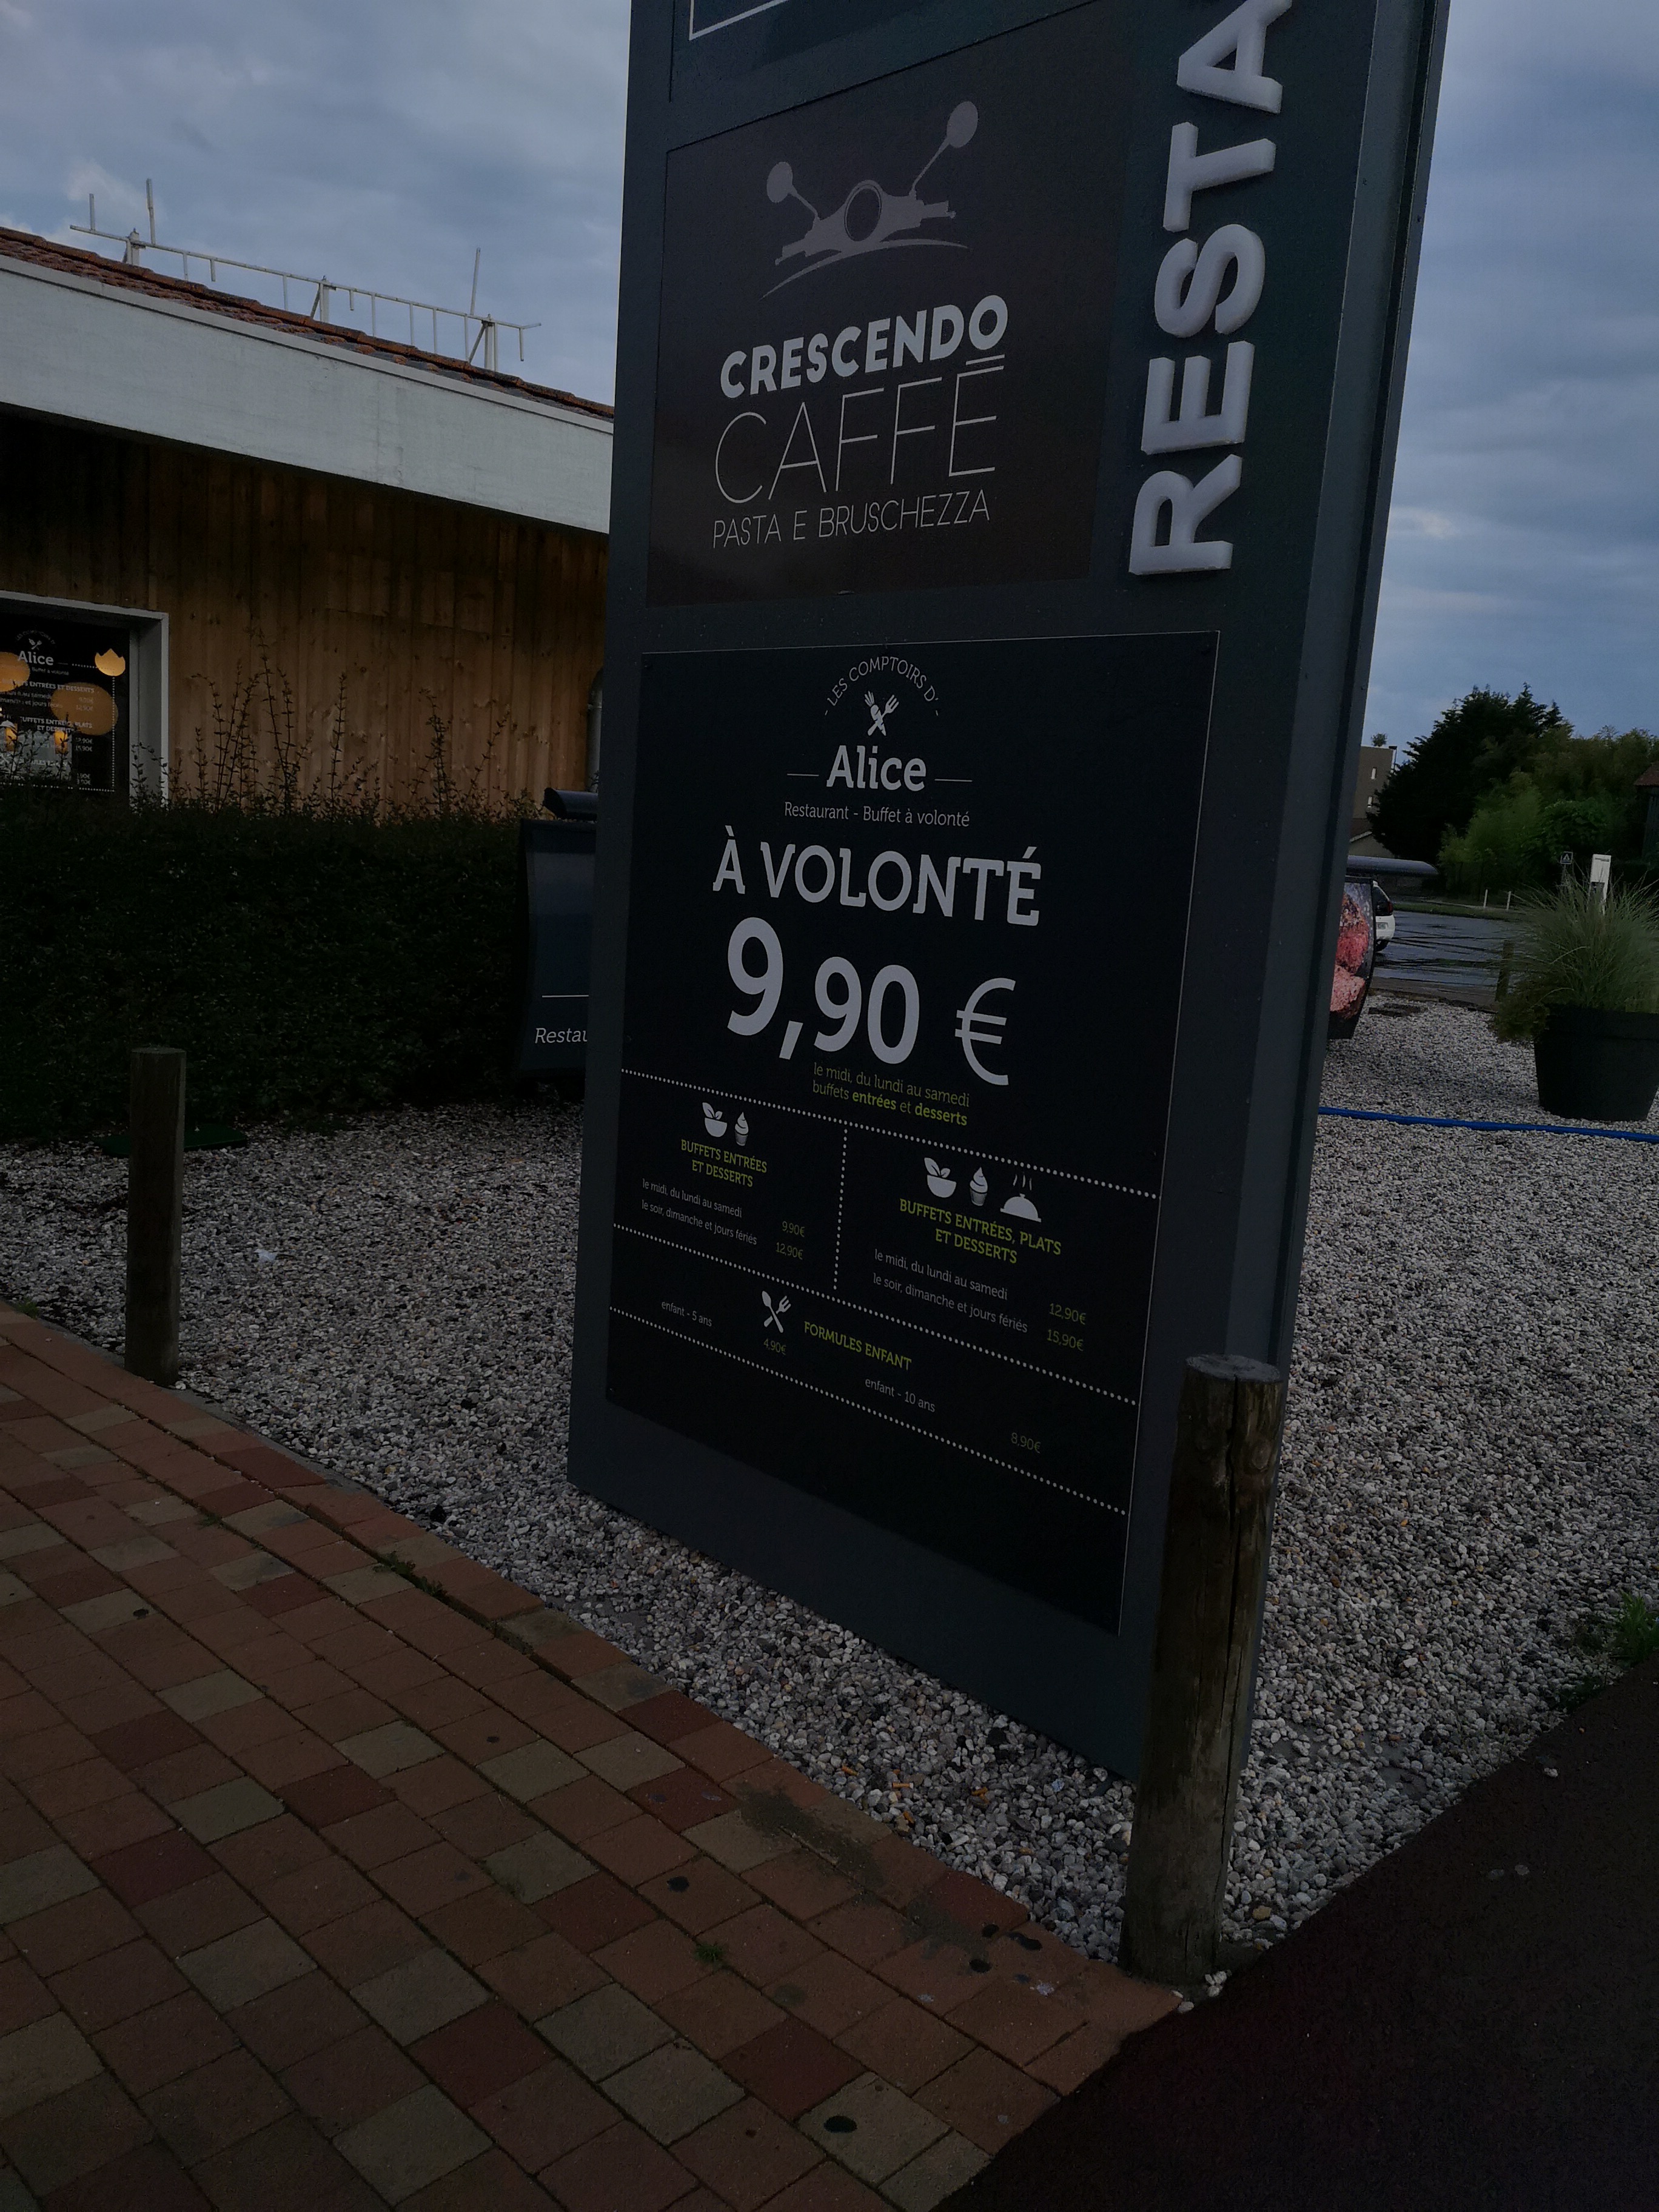 RESTA
CRESCENDO
CAFFÈ
PASTA E BRUSCHEZZA
- LES COMPTOIRS D' -
Alice
Restaurant - Buffet à volonté
À VOLONTÉ
9,90 €
le midi, du lundi au samedi
buffets entrées et desserts
BUFFETS ENTRÉES
ET DESSERTS
le midi, du lundi au samedi 9,90€
le soir, dimanche et jours fériés 12,90€
BUFFETS ENTRÉES, PLATS
ET DESSERTS
le midi, du lundi au samedi 12,90€
le soir, dimanche et jours fériés 15,90€
FORMULES ENFANT
enfant - 5 ans 4,90€
enfant - 10 ans 8,90€
Restau
Alice
Buffet à volonté